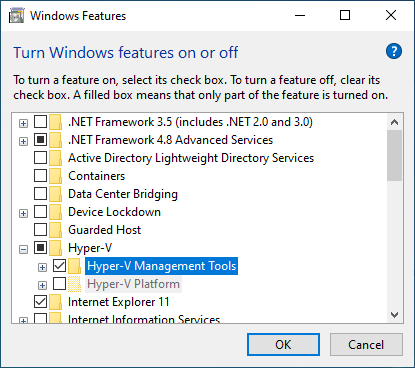 Windows Features
Turn Windows features on or off
?
To turn a feature on, select its check box. To turn a feature off, clear its
check box. A filled box means that only part of the feature is turned on.
.NET Framework 3.5 (includes .NET 2.0 and 3.0)
.NET Framework 4.8 Advanced Services
Active Directory Lightweight Directory Services
Containers
Data Center Bridging
Device Lockdown
Guarded Host
Hyper-V
Hyper-V Management Tools
Hyper-V Platform
Internet Explorer 11
Internet Information Services
OK
Cancel